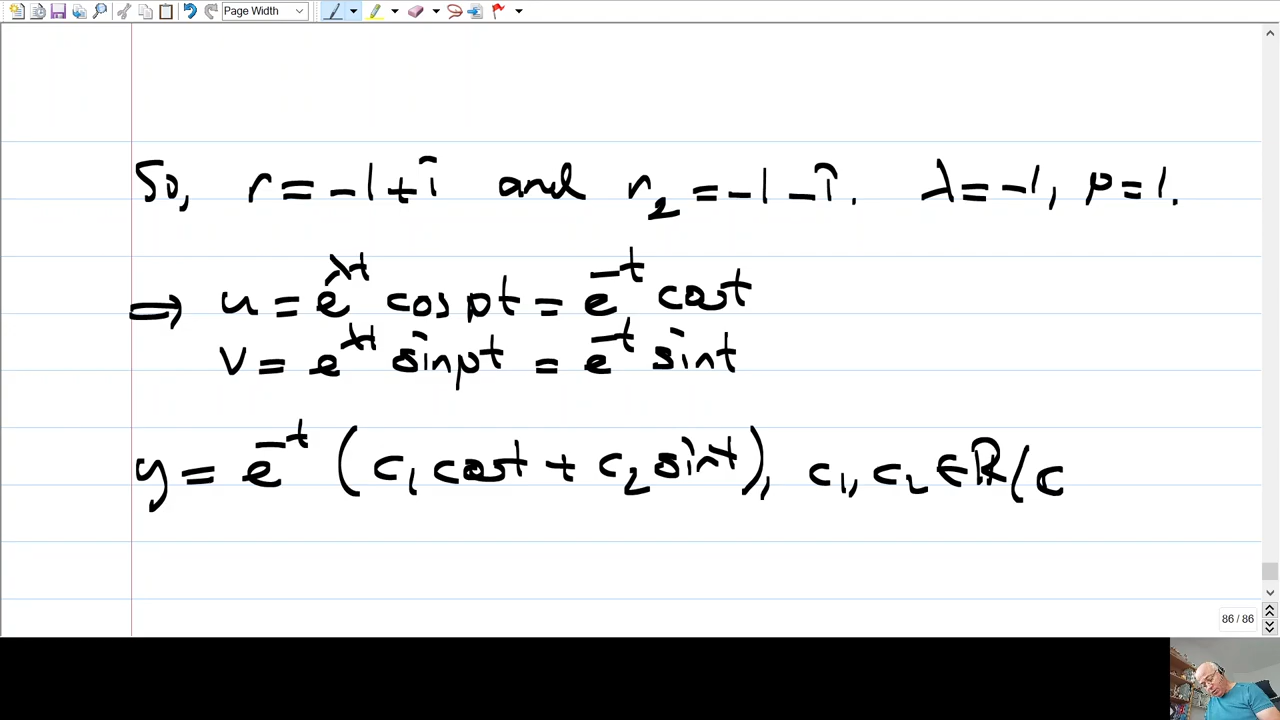 Page Width
So, r = -1 + i and r₂ = -1 - i. λ = -1, μ = 1.
⇒ u = e^{λt} cos μt = e^{-t} cos t
v = e^{λt} sin μt = e^{-t} sin t
y = e^{-t} (c₁ cos t + c₂ sin t), c₁, c₂ ∈ ℝ (c
86 / 86